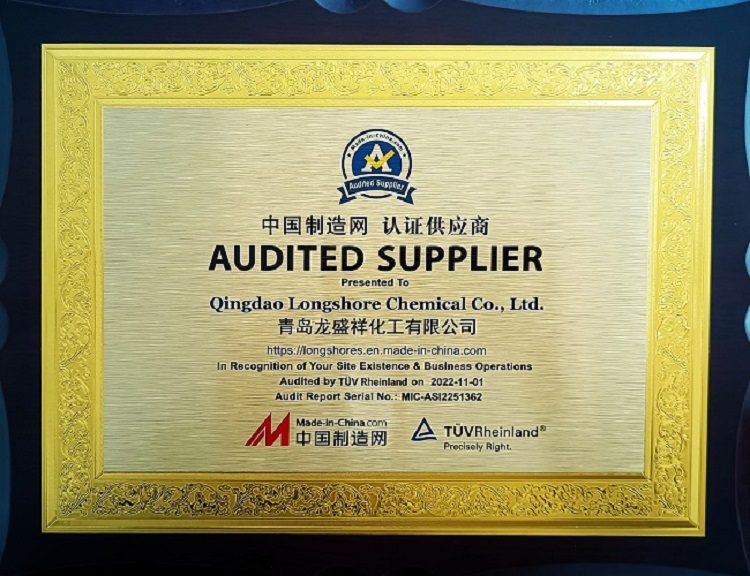 Made-in-China.com
A
Audited Supplier
中国制造网 认证供应商
AUDITED SUPPLIER
Presented To
Qingdao Longshore Chemical Co., Ltd.
青岛龙盛祥化工有限公司
https://longshores.en.made-in-china.com
In Recognition of Your Site Existence & Business Operations
Audited by TÜV Rheinland on 2022-11-01
Audit Report Serial No.: MIC-ASI2251362
Made-in-China.com
中国制造网
TÜVRheinland®
Precisely Right.